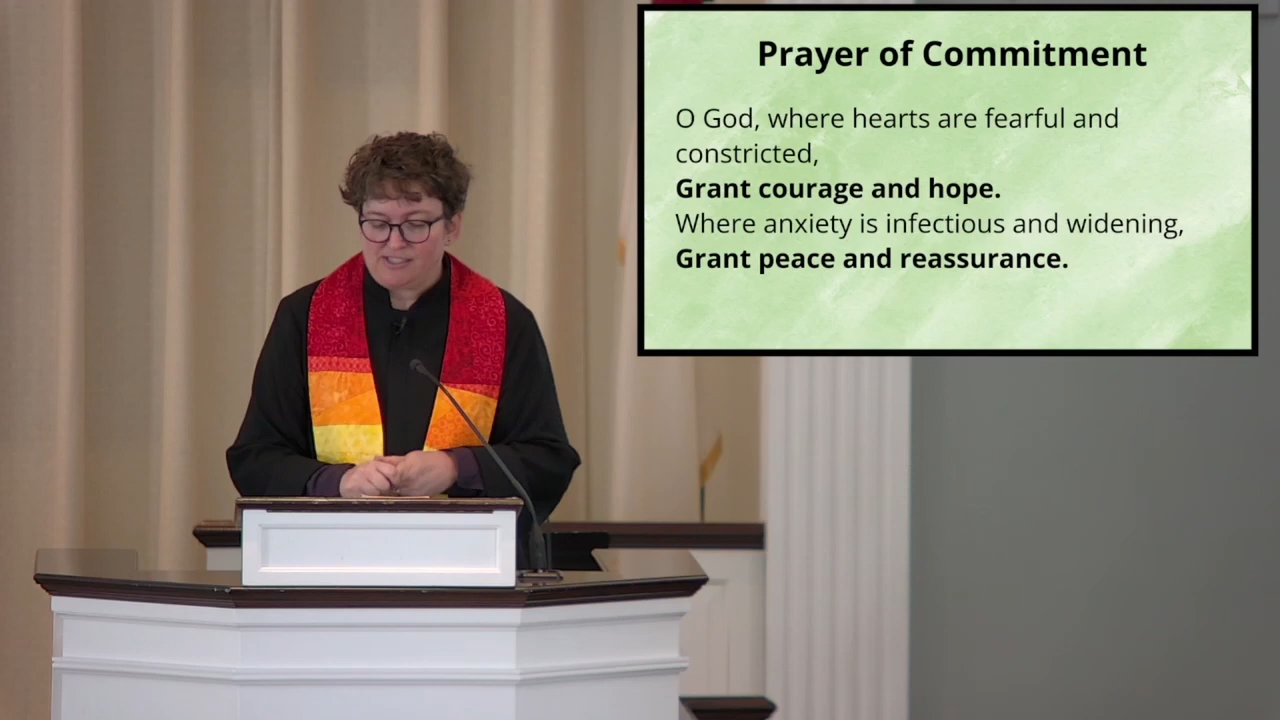 Prayer of Commitment
O God, where hearts are fearful and
constricted,
Grant courage and hope.
Where anxiety is infectious and widening,
Grant peace and reassurance.